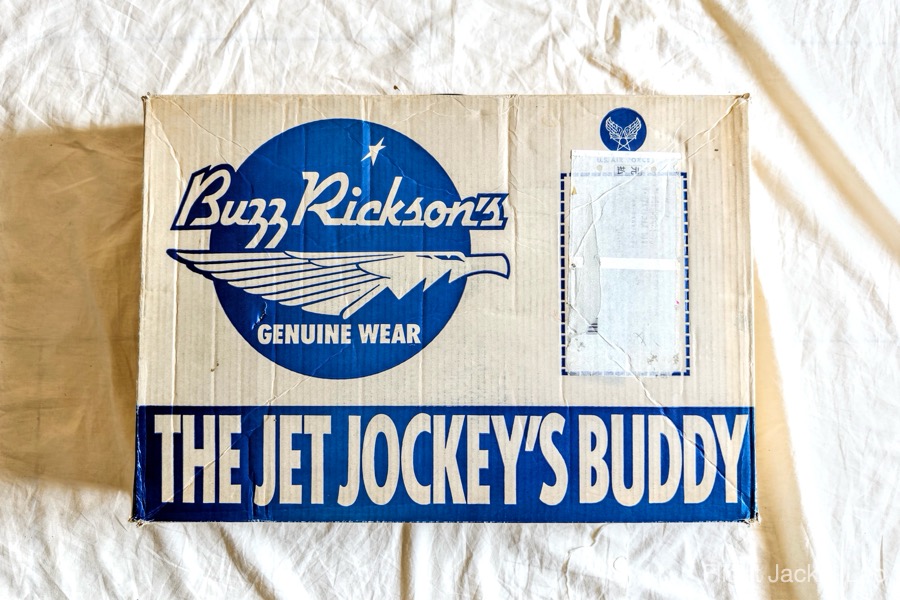 Buzz Rickson's
GENUINE WEAR
THE JET JOCKEY'S BUDDY